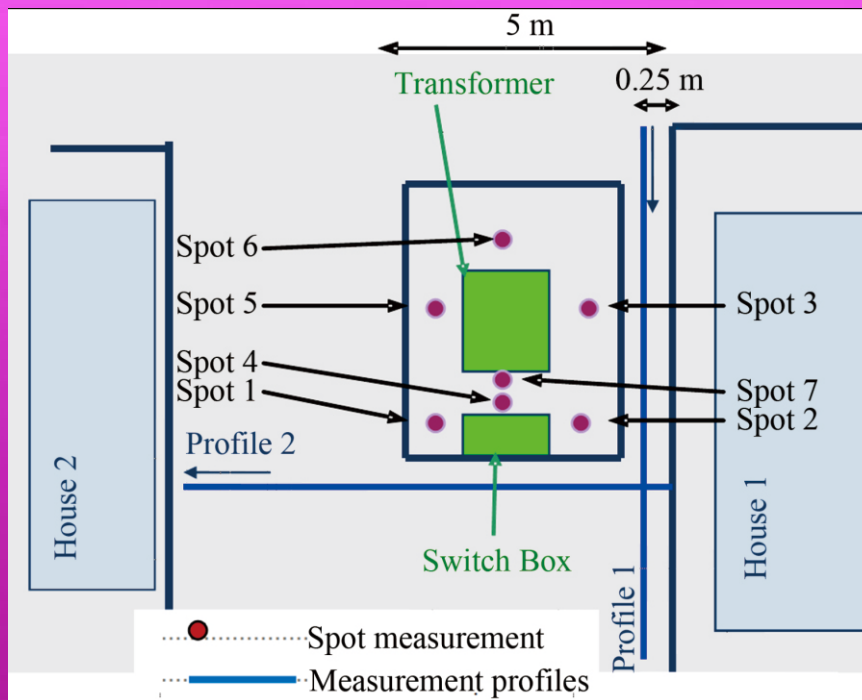 5 m
Transformer
0.25 m
Spot 6
Spot 5
Spot 3
Spot 4
Spot 7
Spot 1
Spot 2
Profile 2
House 2
House 1
Switch Box
Profile 1
Spot measurement
Measurement profiles